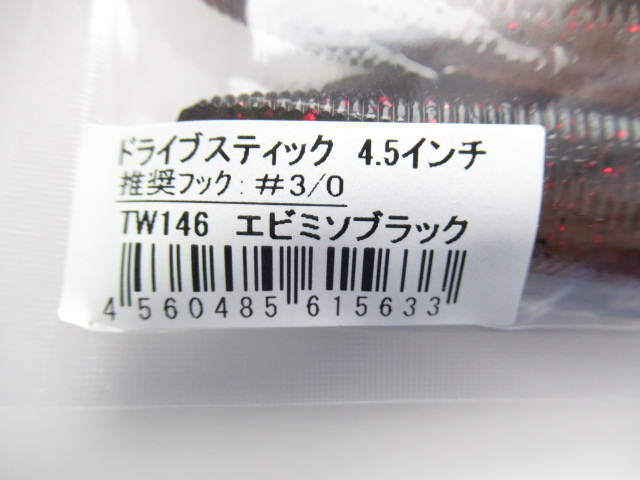 ドライブスティック 4.5インチ
推奨フック:#3/0
TW146 エビミソブラック
4 560485 615633